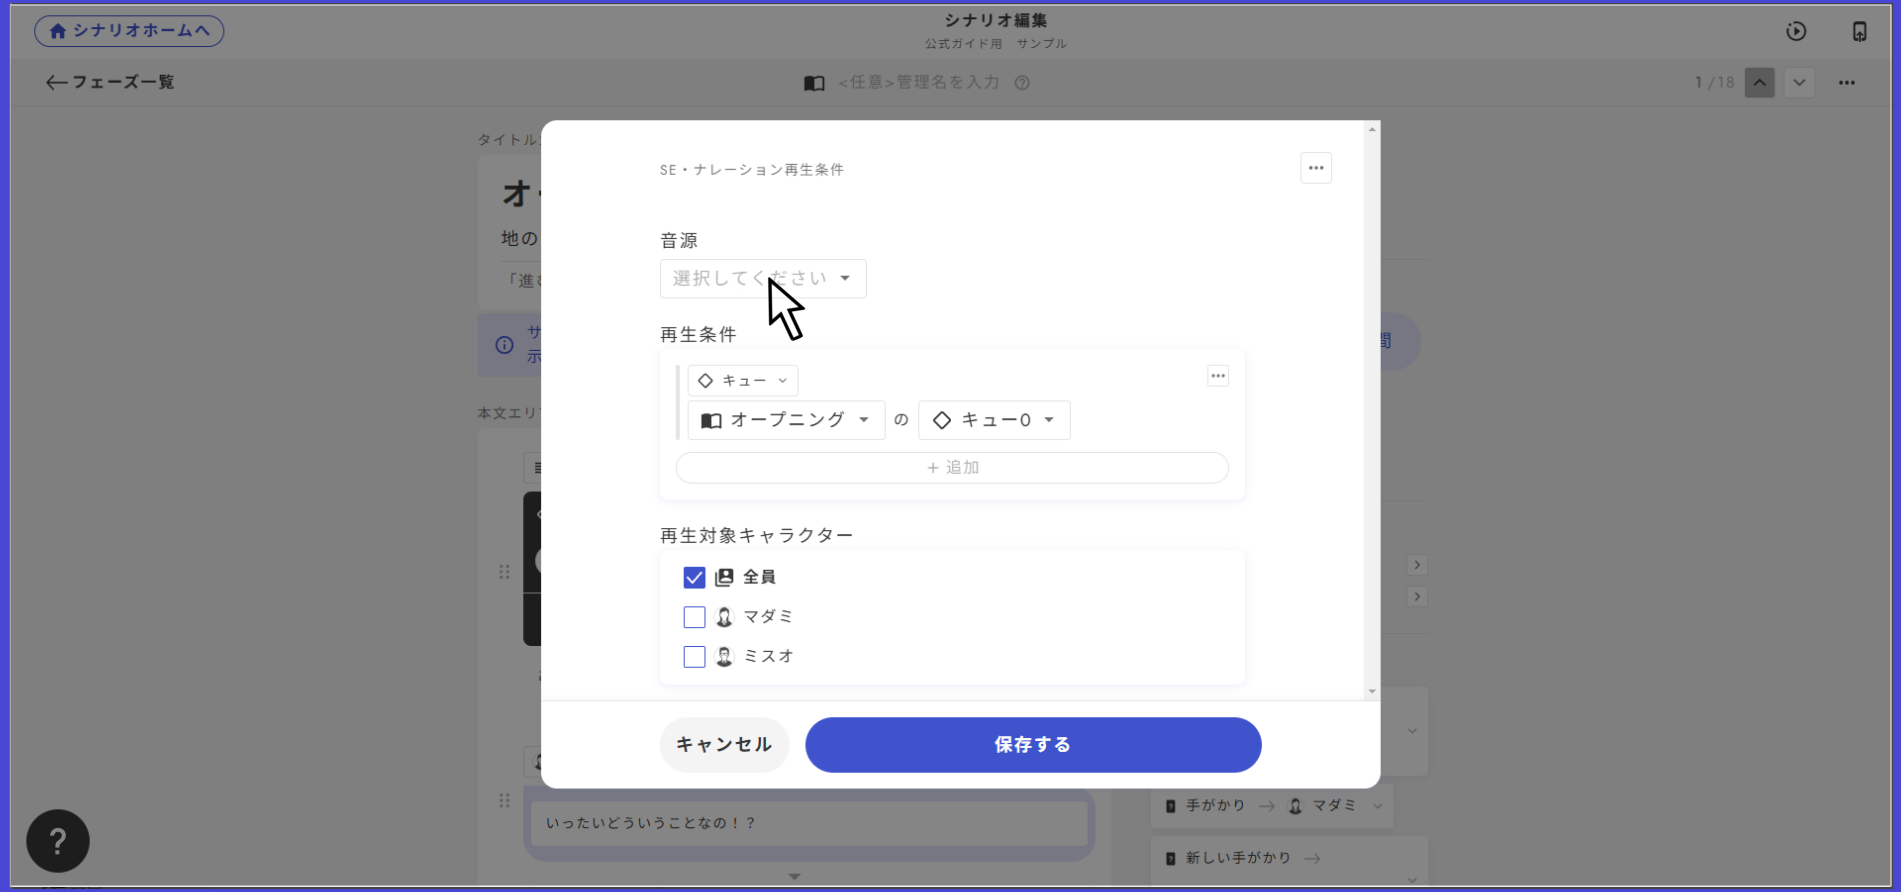 シナリオホームへ
シナリオ編集
公式ガイド用 サンプル
フェーズ一覧
<任意>管理名を入力
1 /18
タイトル
オ
地の
「進
サ
示
間
本文エリ
SE・ナレーション再生条件
音源
選択してください
再生条件
キュー
オープニング の キュー0
+ 追加
再生対象キャラクター
全員
マダミ
ミスオ
キャンセル
保存する
いったいどういうことなの！？
手がかり → マダミ
新しい手がかり →
?